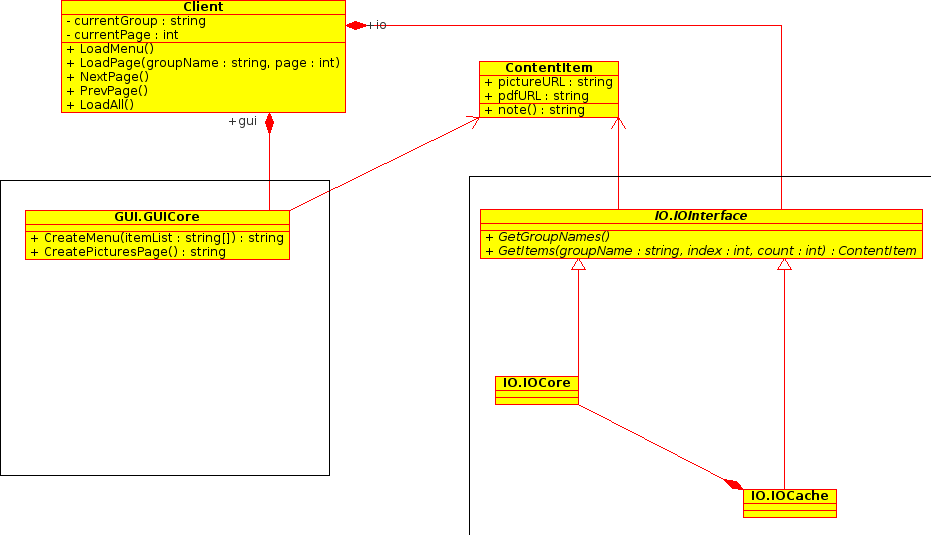 Client
- currentGroup : string
- currentPage : int
+ LoadMenu()
+ LoadPage(groupName : string, page : int)
+ NextPage()
+ PrevPage()
+ LoadAll()
+io
+gui
ContentItem
+ pictureURL : string
+ pdfURL : string
+ note() : string
GUI.GUICore
+ CreateMenu(itemList : string[]) : string
+ CreatePicturesPage() : string
IO.IOInterface
+ GetGroupNames()
+ GetItems(groupName : string, index : int, count : int) : ContentItem
IO.IOCore
IO.IOCache